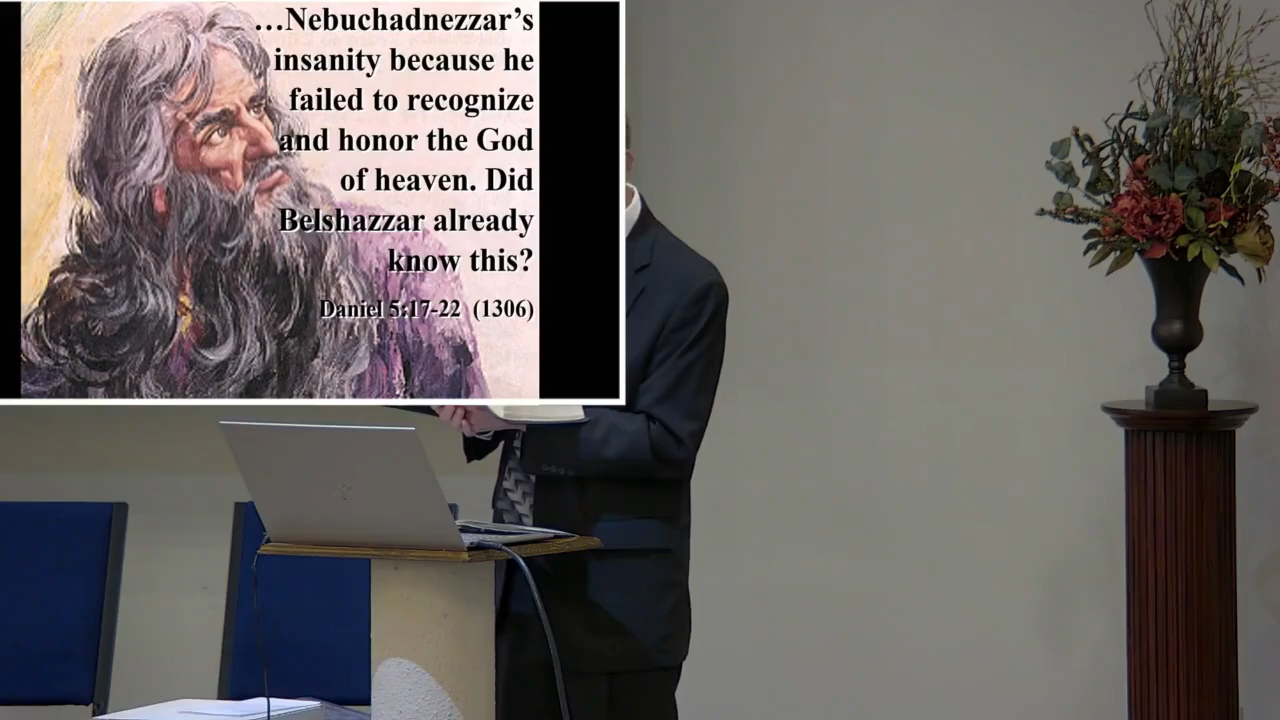 …Nebuchadnezzar’s
insanity because he
failed to recognize
and honor the God
of heaven. Did
Belshazzar already
know this?
Daniel 5:17-22 (1306)